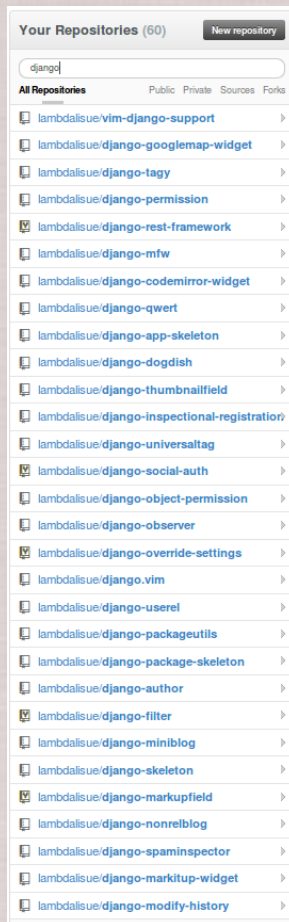 Your Repositories (60) New repository
django
All Repositories Public Private Sources Forks
lambdalisue/vim-django-support
lambdalisue/django-googlemap-widget
lambdalisue/django-tagy
lambdalisue/django-permission
lambdalisue/django-rest-framework
lambdalisue/django-mfw
lambdalisue/django-codemirror-widget
lambdalisue/django-qwert
lambdalisue/django-app-skeleton
lambdalisue/django-dogdish
lambdalisue/django-thumbnailfield
lambdalisue/django-inspectional-registration
lambdalisue/django-universaltag
lambdalisue/django-social-auth
lambdalisue/django-object-permission
lambdalisue/django-observer
lambdalisue/django-override-settings
lambdalisue/django.vim
lambdalisue/django-userel
lambdalisue/django-packageutils
lambdalisue/django-package-skeleton
lambdalisue/django-author
lambdalisue/django-filter
lambdalisue/django-miniblog
lambdalisue/django-skeleton
lambdalisue/django-markupfield
lambdalisue/django-nonrelblog
lambdalisue/django-spaminspector
lambdalisue/django-markitup-widget
lambdalisue/django-modify-history